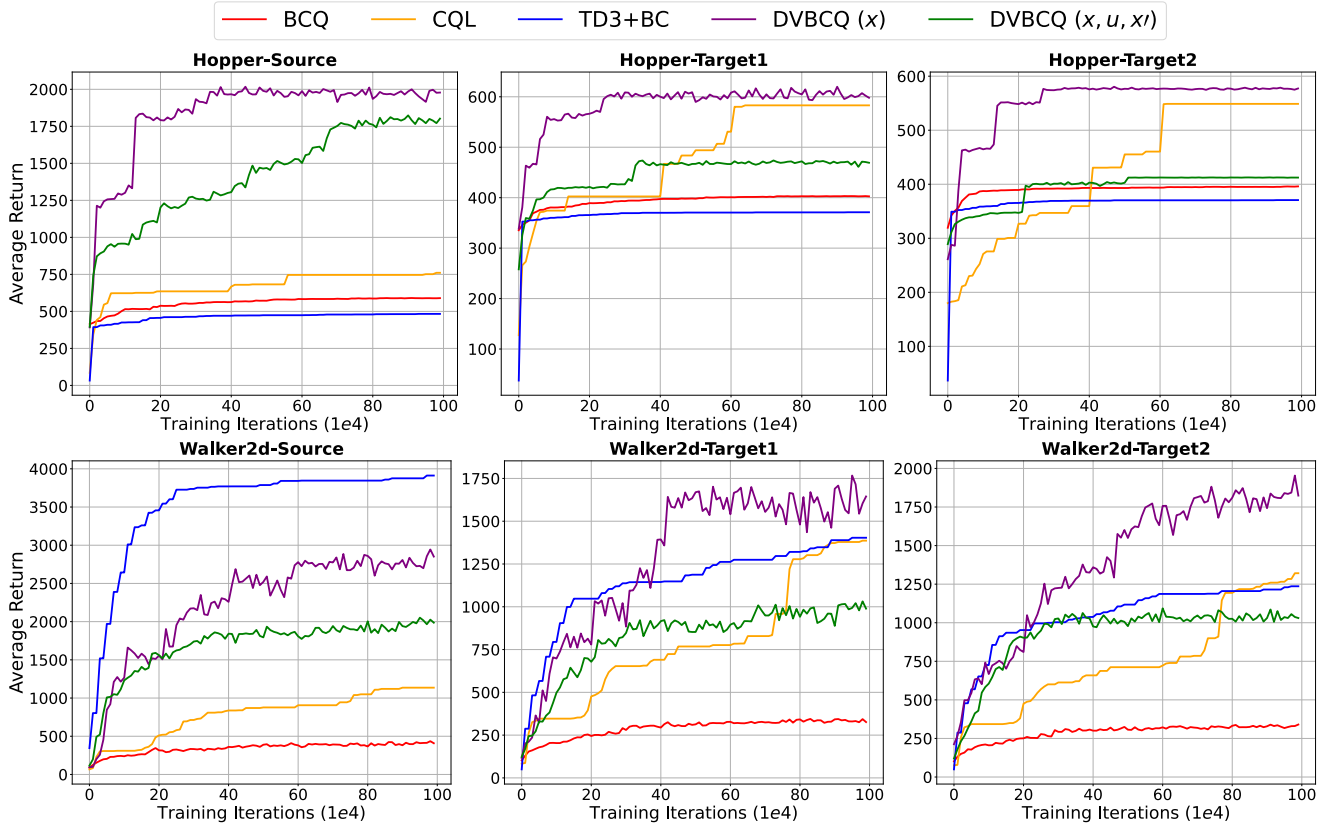 BCQ CQL TD3+BC DVBCQ (x) DVBCQ (x, u, x′)
Hopper-Source Hopper-Target1 Hopper-Target2
Average Return
2000
1750
1500
1250
1000
750
500
250
0
0 20 40 60 80 100
Training Iterations (1e4)
600
500
400
300
200
100
0 20 40 60 80 100
Training Iterations (1e4)
600
500
400
300
200
100
0 20 40 60 80 100
Training Iterations (1e4)
Walker2d-Source Walker2d-Target1 Walker2d-Target2
Average Return
4000
3500
3000
2500
2000
1500
1000
500
0
0 20 40 60 80 100
Training Iterations (1e4)
1750
1500
1250
1000
750
500
250
0
0 20 40 60 80 100
Training Iterations (1e4)
2000
1750
1500
1250
1000
750
500
250
0
0 20 40 60 80 100
Training Iterations (1e4)